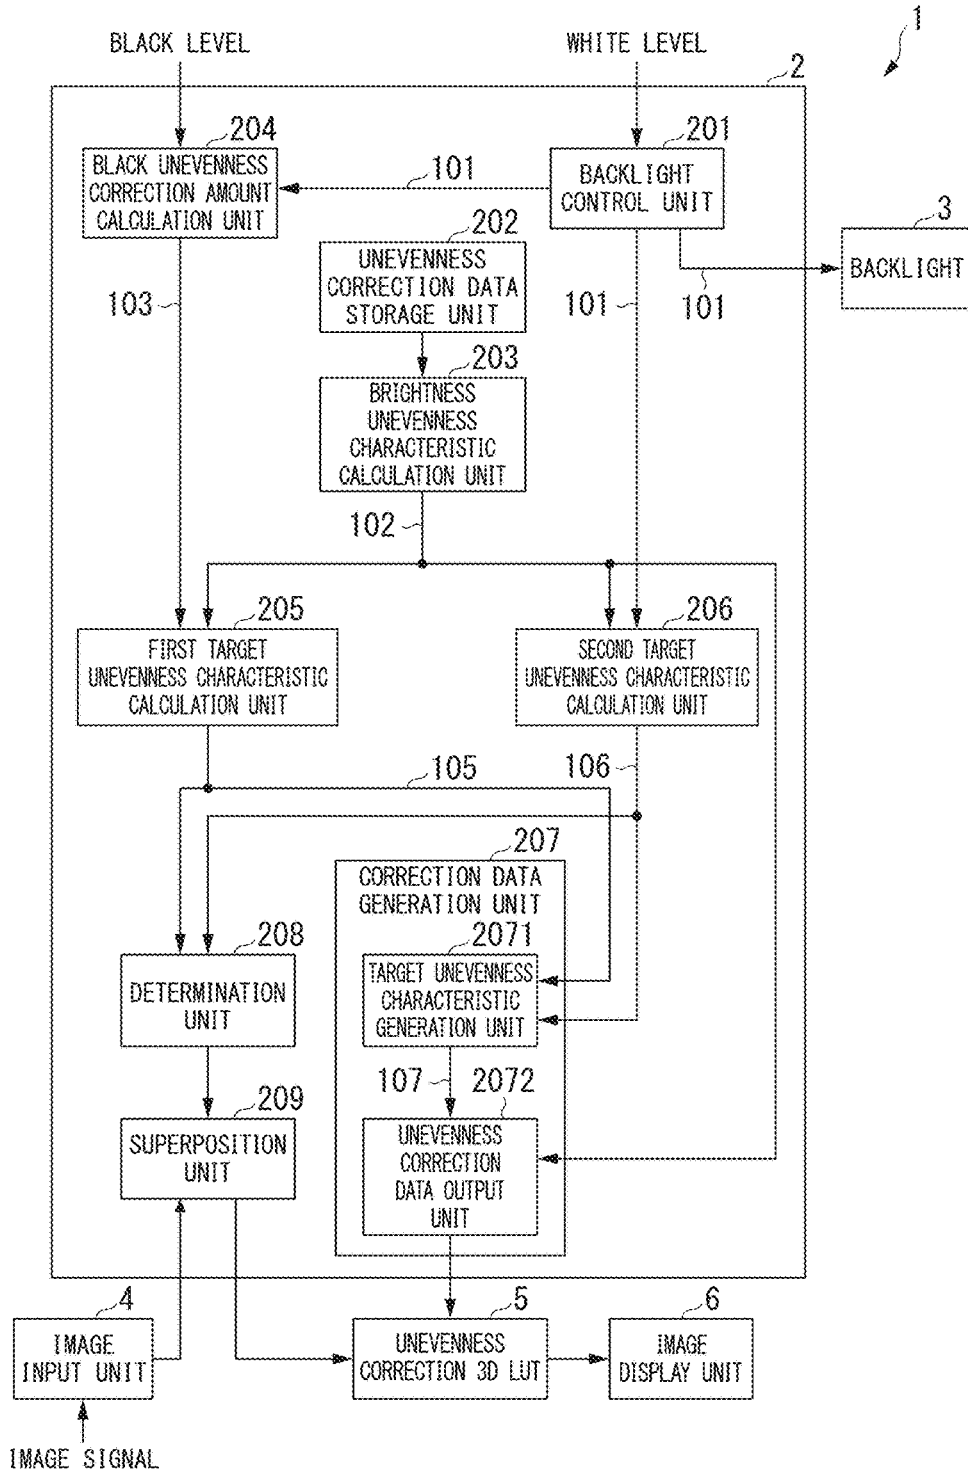 1
BLACK LEVEL
WHITE LEVEL
2
204
201
BLACK UNEVENNESS
CORRECTION AMOUNT
CALCULATION UNIT
101
BACKLIGHT
CONTROL UNIT
202
3
UNEVENNESS
CORRECTION DATA
STORAGE UNIT
BACKLIGHT
103
101
101
203
BRIGHTNESS
UNEVENNESS
CHARACTERISTIC
CALCULATION UNIT
102
205
206
FIRST TARGET
UNEVENNESS CHARACTERISTIC
CALCULATION UNIT
SECOND TARGET
UNEVENNESS CHARACTERISTIC
CALCULATION UNIT
105
106
207
CORRECTION DATA
GENERATION UNIT
208
2071
DETERMINATION
UNIT
TARGET UNEVENNESS
CHARACTERISTIC
GENERATION UNIT
107
2072
209
SUPERPOSITION
UNIT
UNEVENNESS
CORRECTION
DATA OUTPUT
UNIT
4
5
6
IMAGE
INPUT UNIT
UNEVENNESS
CORRECTION 3D LUT
IMAGE
DISPLAY UNIT
IMAGE SIGNAL